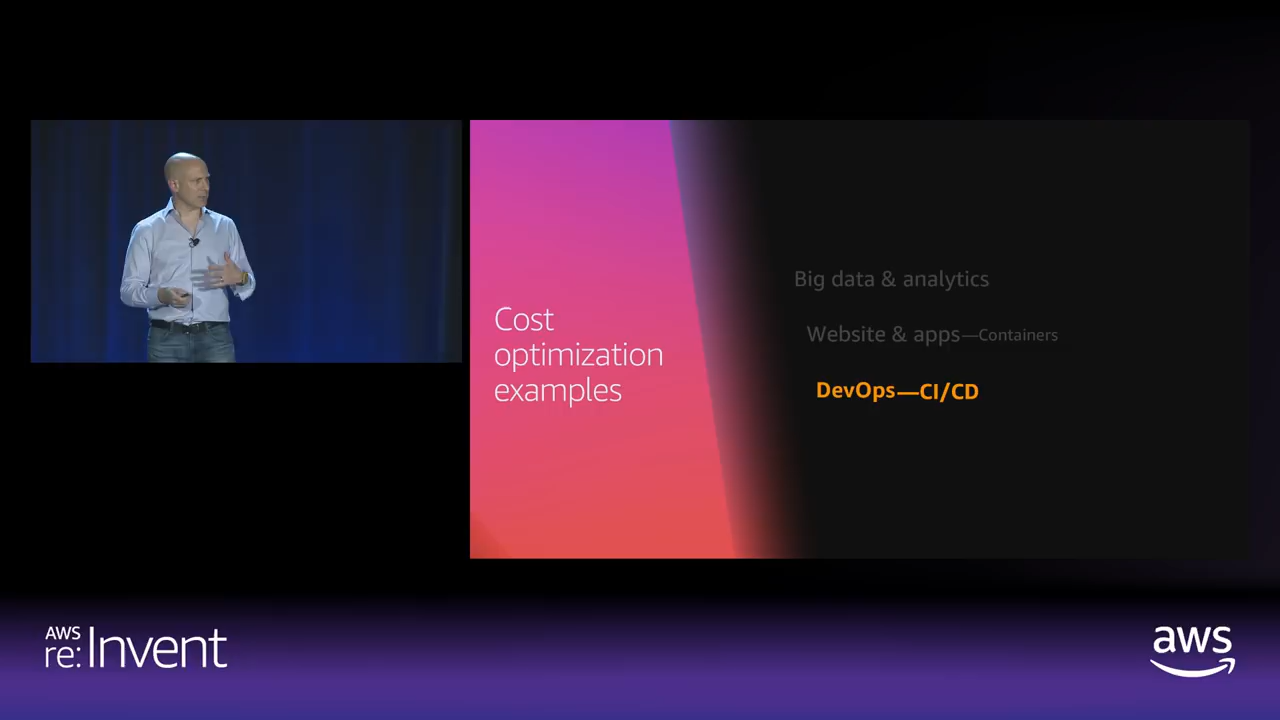 Cost
optimization
examples
Big data & analytics
Website & apps—Containers
DevOps—CI/CD
AWS
re:Invent
aws